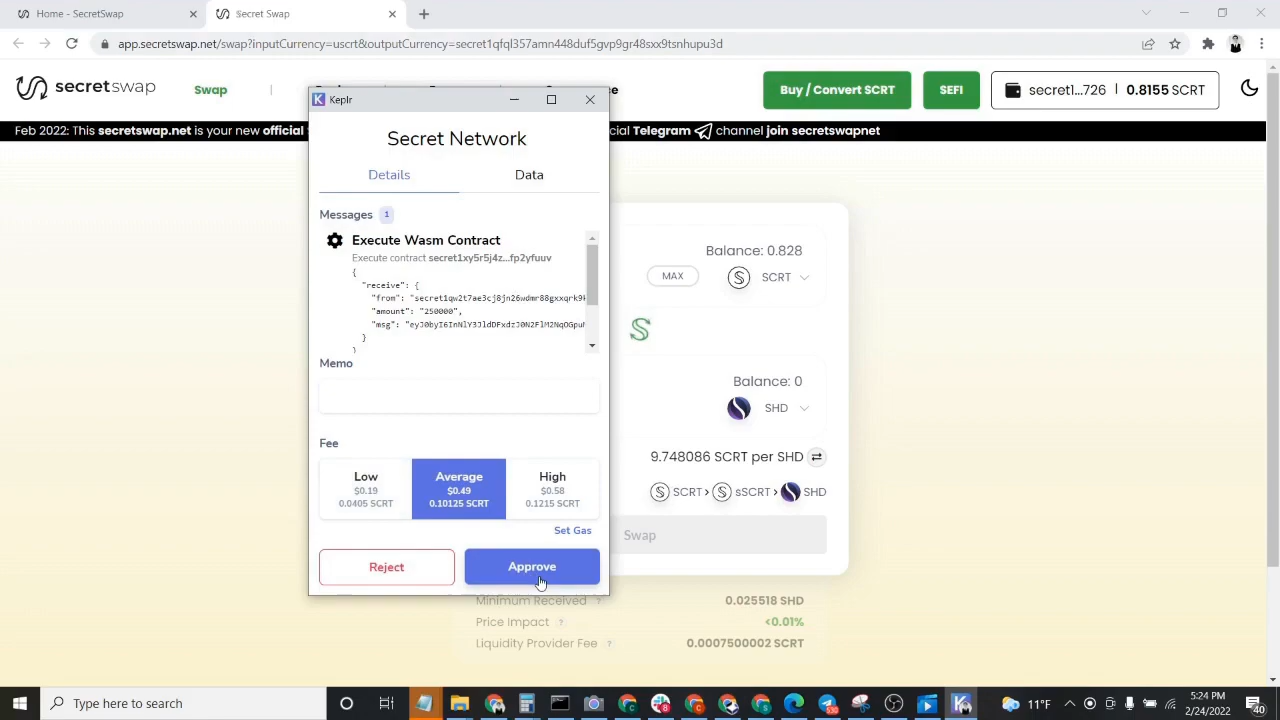 Home - SecretSwap
Secret Swap
app.secretswap.net/swap?inputCurrency=uscrt&outputCurrency=secret1qfql357amn448duf5gvp9gr48sxx9tsnhupu3d
secretswap
Swap
Buy / Convert SCRT
SEFI
secret1...726 | 0.8155 SCRT
Feb 2022: This secretswap.net is your new official
cial Telegram channel join secretswapnet
Keplr
Secret Network
Details
Data
Messages 1
Execute Wasm Contract
Execute contract secret1xy5r5j4z...fp2yfuuv
{
"receive": {
"from": "secret1qw2t7ae3cj8jn26wdmr88gxxqrk9
"amount": "250000",
"msg": "eyJ0byI6InNlY3JldDFxdzJ0N2FlM2NqOGpu
}
}
Memo
Fee
Low
$0.19
0.0405 SCRT
Average
$0.49
0.10125 SCRT
High
$0.58
0.1215 SCRT
Set Gas
Reject
Approve
Balance: 0.828
MAX
SCRT
Balance: 0
SHD
9.748086 SCRT per SHD
SCRT > sSCRT > SHD
Swap
Minimum Received ?
0.025518 SHD
Price Impact ?
<0.01%
Liquidity Provider Fee ?
0.0007500002 SCRT
Type here to search
11°F
5:24 PM
2/24/2022
40